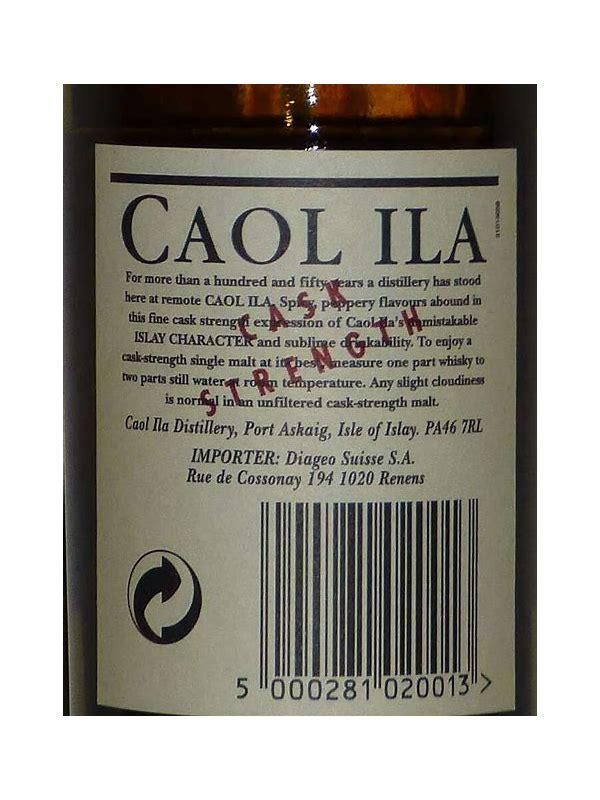 CAOL ILA
For more than a hundred and fifty years a distillery has stood
here at remote CAOL ILA. Spicy, peppery flavours abound in
this fine cask strength expression of Caol Ila's unmistakable
ISLAY CHARACTER and sublime drinkability. To enjoy a
cask-strength single malt at its best, measure one part whisky to
two parts still water at room temperature. Any slight cloudiness
is normal in an unfiltered cask-strength malt.
CASK
STRENGTH
Caol Ila Distillery, Port Askaig, Isle of Islay. PA46 7RL
IMPORTER: Diageo Suisse S.A.
Rue de Cossonay 194 1020 Renens
5 000281 020013 >